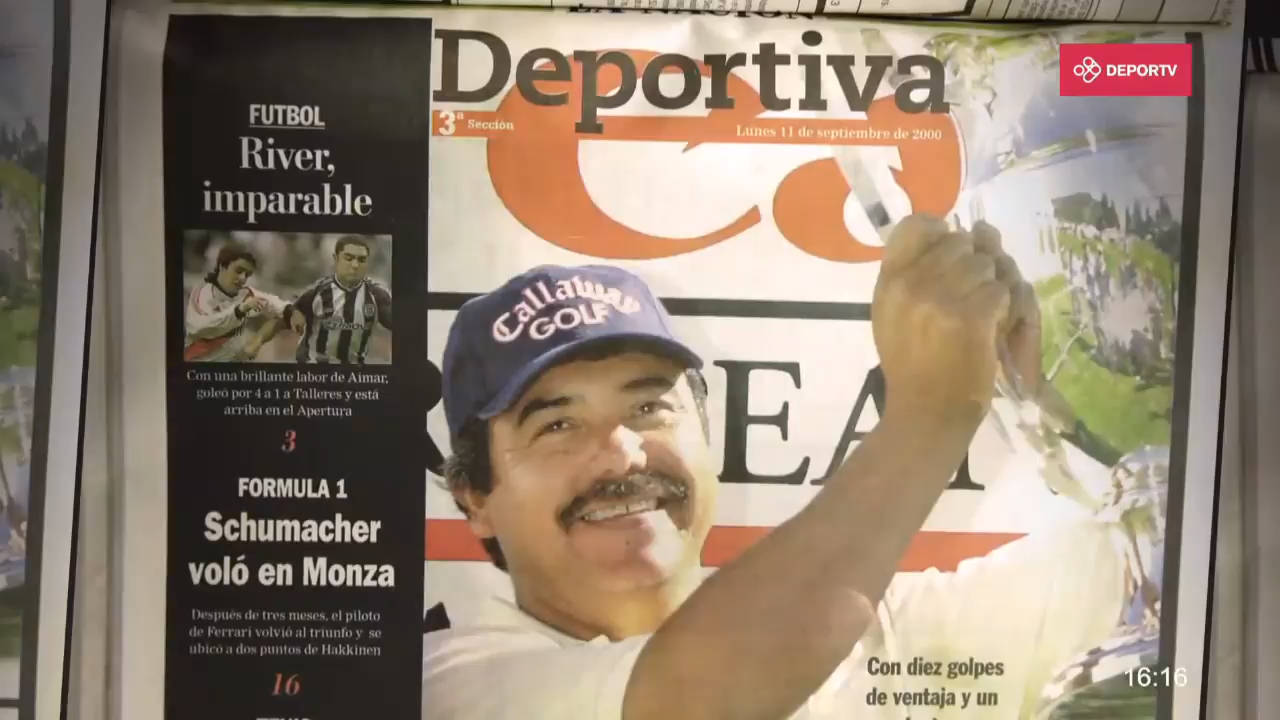 LA NACION
Deportiva
3ª Sección
Lunes 11 de septiembre de 2000
DEPORTV
FUTBOL
River,
imparable
Con una brillante labor de Aimar,
goleó por 4 a 1 a Talleres y está
arriba en el Apertura
3
FORMULA 1
Schumacher
voló en Monza
Después de tres meses, el piloto
de Ferrari volvió al triunfo y se
ubicó a dos puntos de Hakkinen
16
Callaway
GOLF
EA
Con diez golpes
de ventaja y un
16:16